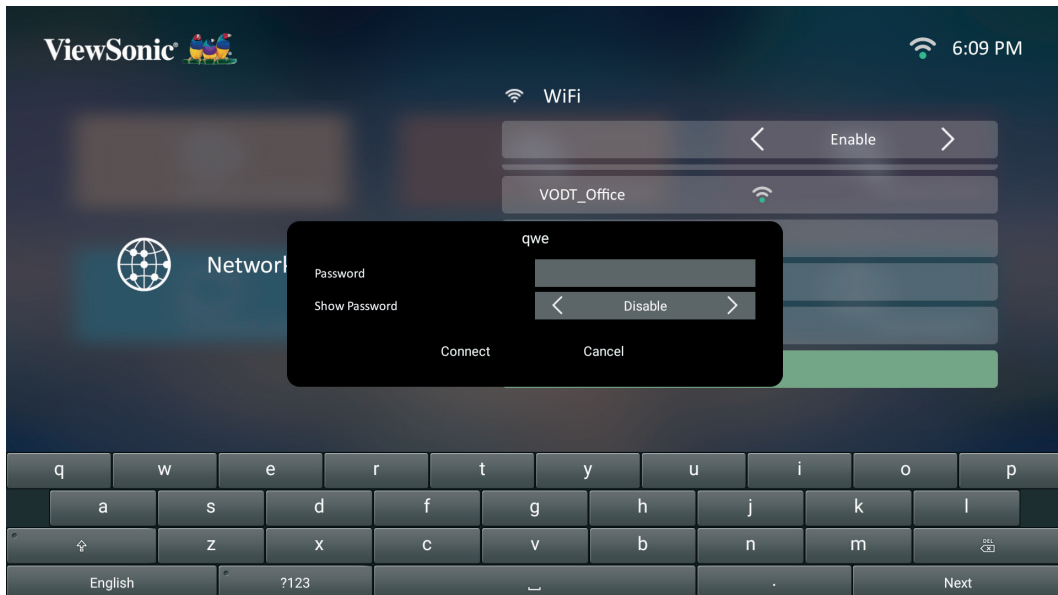 ViewSonic
6:09 PM
WiFi
Enable
VODT_Office
Network
qwe
Password
Show Password
Disable
Connect
Cancel
q w e r t y u i o p
a s d f g h j k l
z x c v b n m DEL
English ?123 . Next